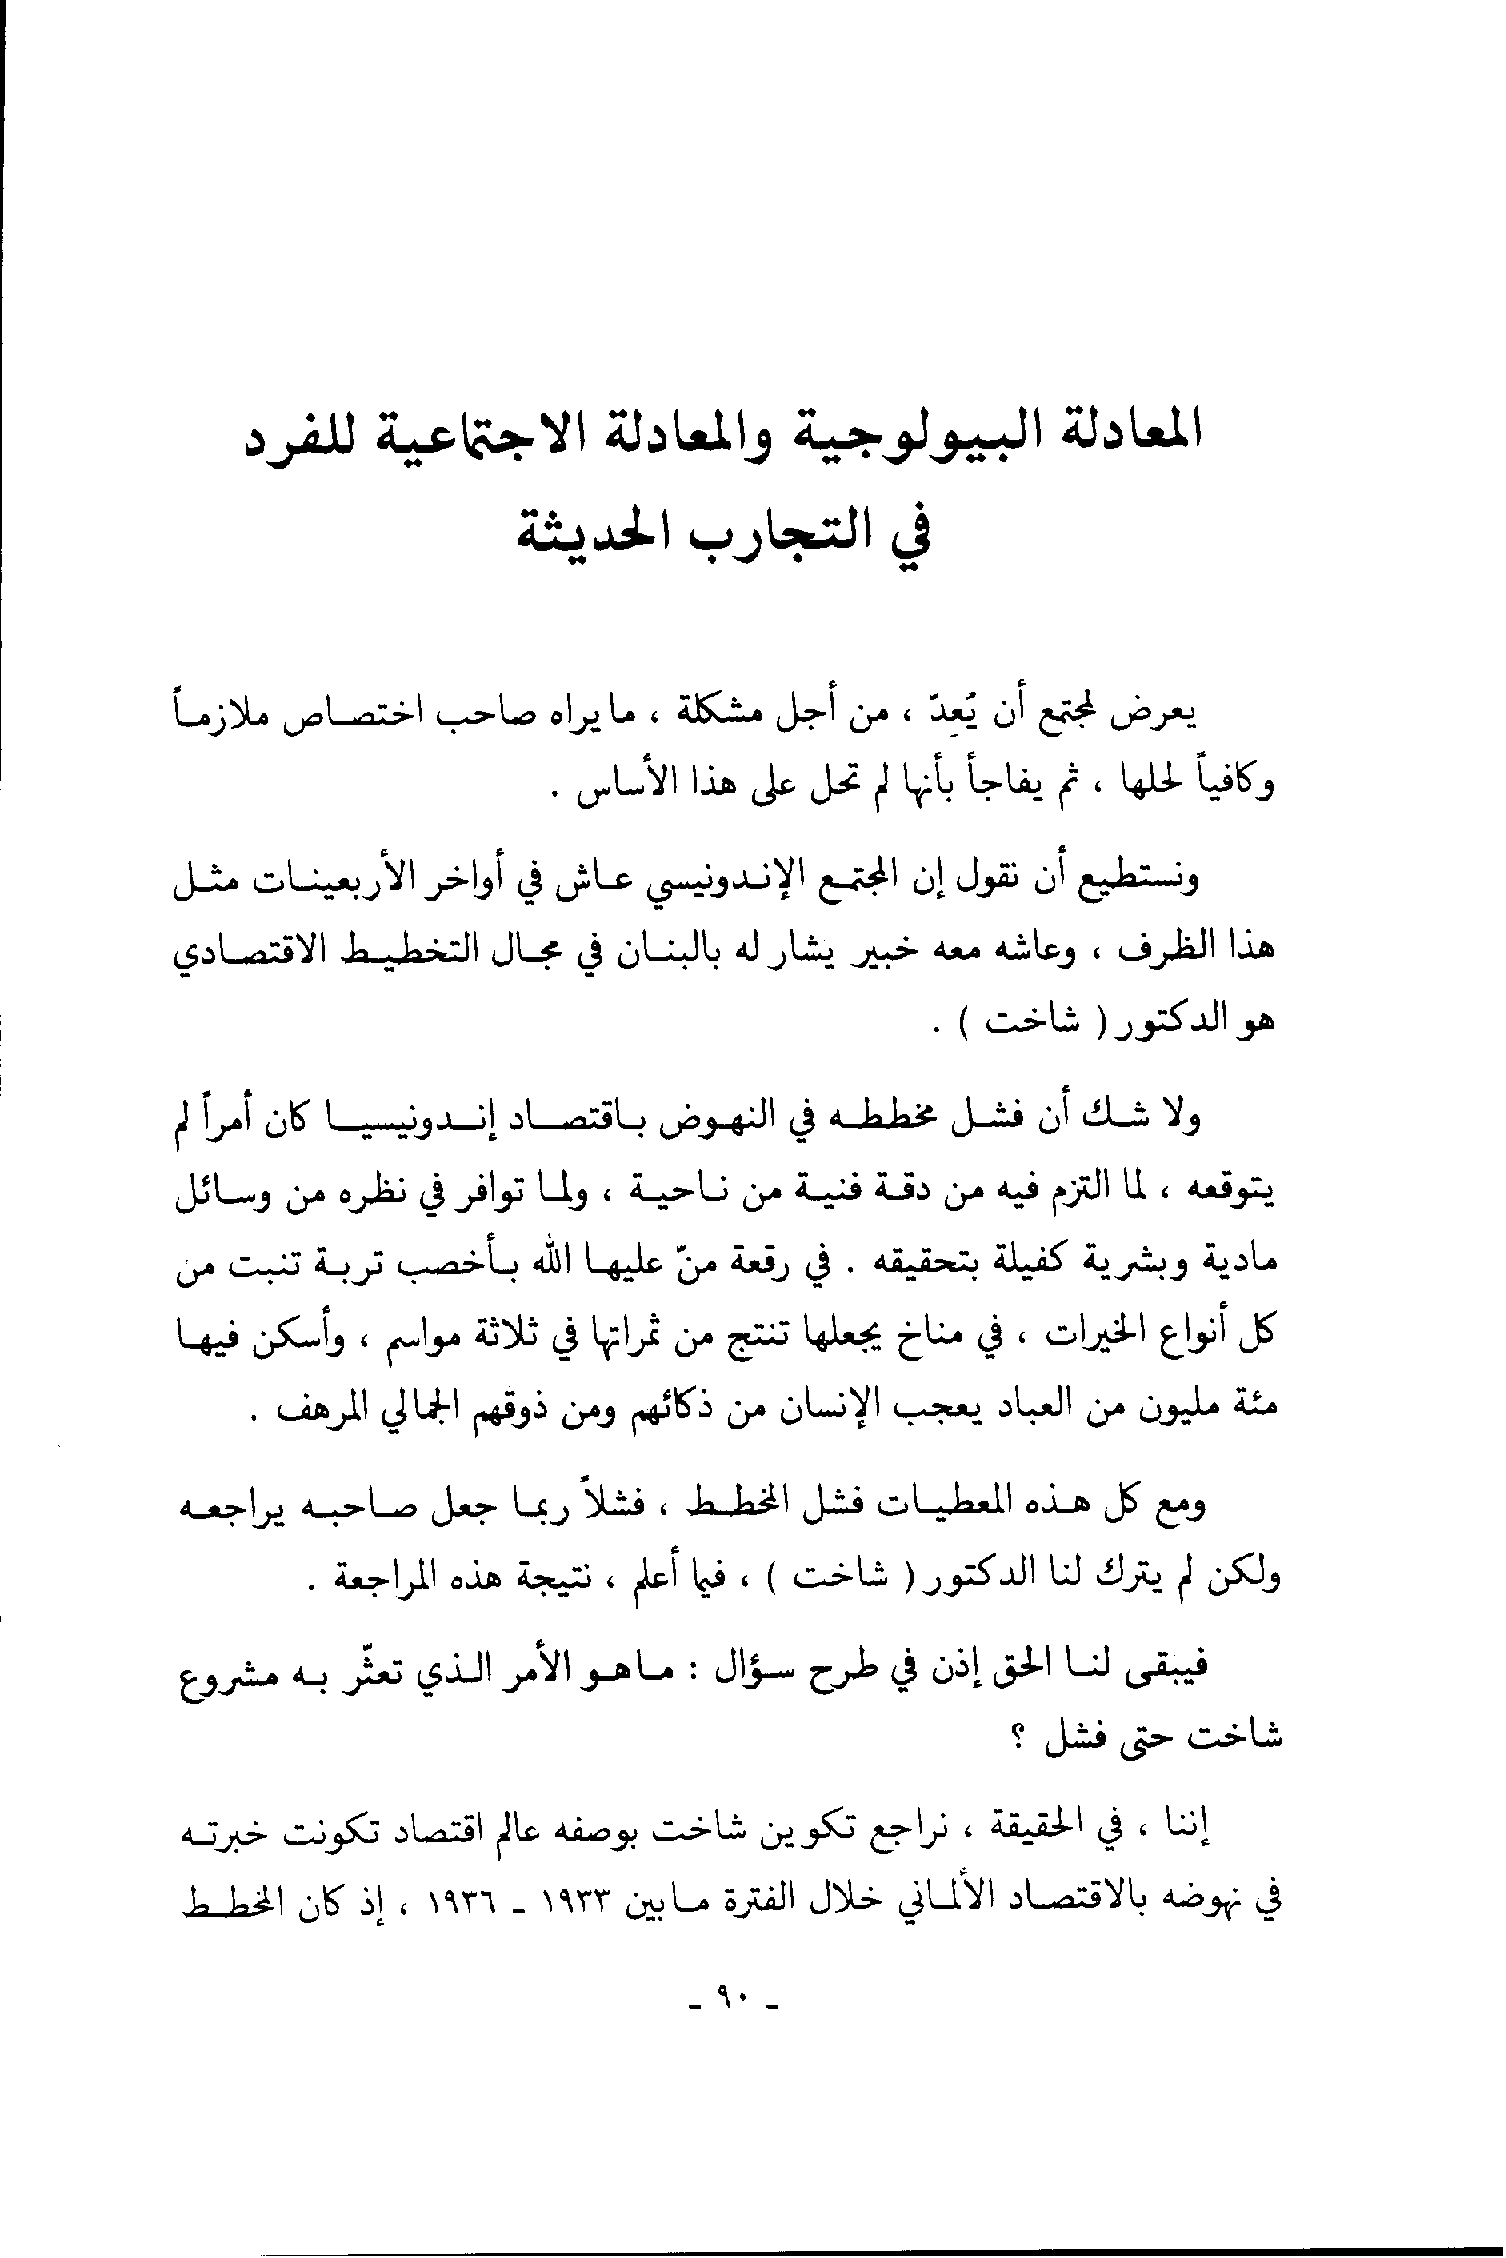 المعادلة البيولوجية والمعادلة الاجتماعية للفرد
في التجارب الحديثة
يعرض لمجتمع أن يُعِدّ ، من أجل مشكلة ، ما يراه صاحب اختصاص ملازماً
وكافياً لحلها ، ثم يفاجأ بأنها لم تحل على هذا الأساس .
ونستطيع أن نقول إن المجتمع الإندونيسي عاش في أواخر الأربعينات مثل
هذا الظرف ، وعاشه معه خبير يشار له بالبنان في مجال التخطيط الاقتصادي
هو الدكتور ( شاخت ) .
ولا شك أن فشل مخططه في النهوض باقتصاد إندونيسيا كان أمراً لم
يتوقعه ، لما التزم فيه من دقة فنية من ناحية ، ولما توافر في نظره من وسائل
مادية وبشرية كفيلة بتحقيقه . في رقعة منّ عليها الله بأخصب تربة تنبت من
كل أنواع الخيرات ، في مناخ يجعلها تنتج من ثمراتها في ثلاثة مواسم ، وأسكن فيها
مئة مليون من العباد يعجب الإنسان من ذكائهم ومن ذوقهم الجمالي المرهف .
ومع كل هذه المعطيات فشل المخطط ، فشلاً ربما جعل صاحبه يراجعه
ولكن لم يترك لنا الدكتور ( شاخت ) ، فيما أعلم ، نتيجة هذه المراجعة .
فيبقى لنا الحق إذن في طرح سؤال : ما هو الأمر الذي تعثّر به مشروع
شاخت حتى فشل ؟
إننا ، في الحقيقة ، نراجع تكوين شاخت بوصفه عالم اقتصاد تكونت خبرته
في نهوضه بالاقتصاد الألماني خلال الفترة ما بين ١٩٣٣ - ١٩٣٦ ، إذ كان المخطط
- ٩٠ -